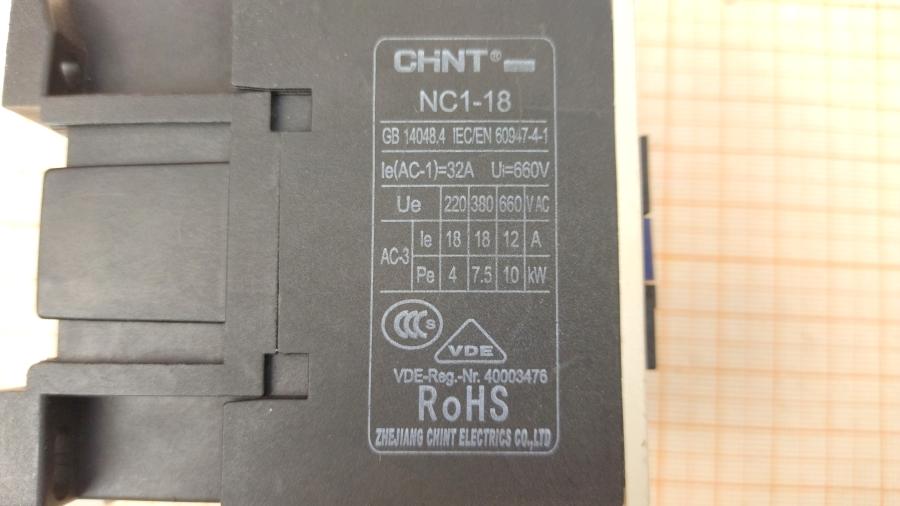 CHNT®
NC1-18
GB 14048.4 IEC/EN 60947-4-1
Ie(AC-1)=32A Ui=660V
Ue 220 380 660 V AC
AC-3 Ie 18 18 12 A
Pe 4 7.5 10 kW
CCC S
VDE
VDE-Reg.-Nr. 40003476
RoHS
ZHEJIANG CHINT ELECTRICS CO.,LTD